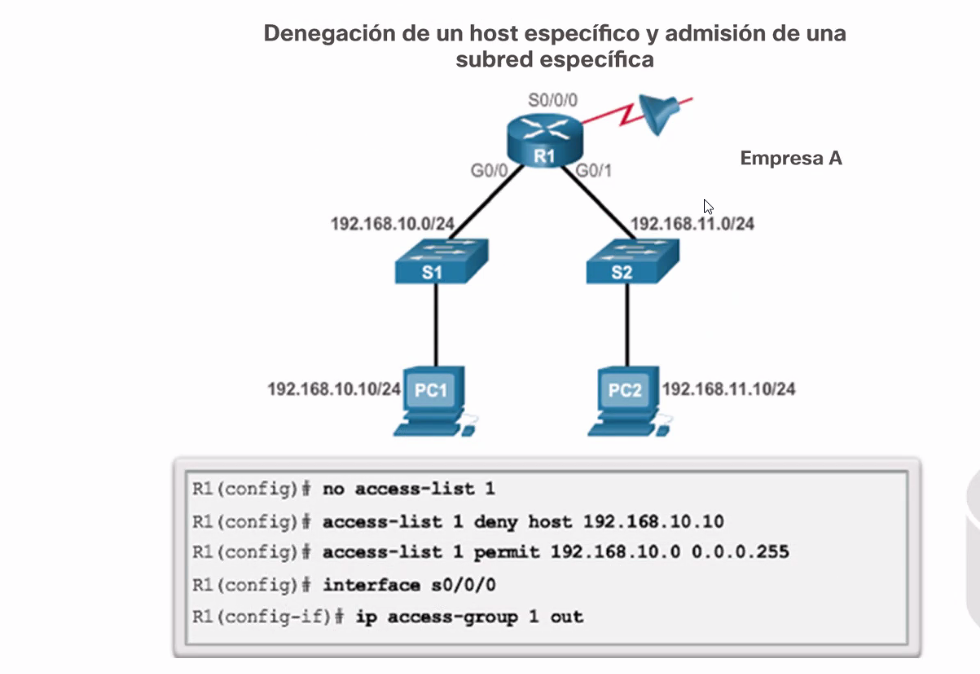 Denegación de un host específico y admisión de una
subred específica
S0/0/0
R1
Empresa A
G0/0
G0/1
192.168.10.0/24
192.168.11.0/24
S1
S2
192.168.10.10/24
PC1
PC2
192.168.11.10/24
R1(config)# no access-list 1
R1(config)# access-list 1 deny host 192.168.10.10
R1(config)# access-list 1 permit 192.168.10.0 0.0.0.255
R1(config)# interface s0/0/0
R1(config-if)# ip access-group 1 out